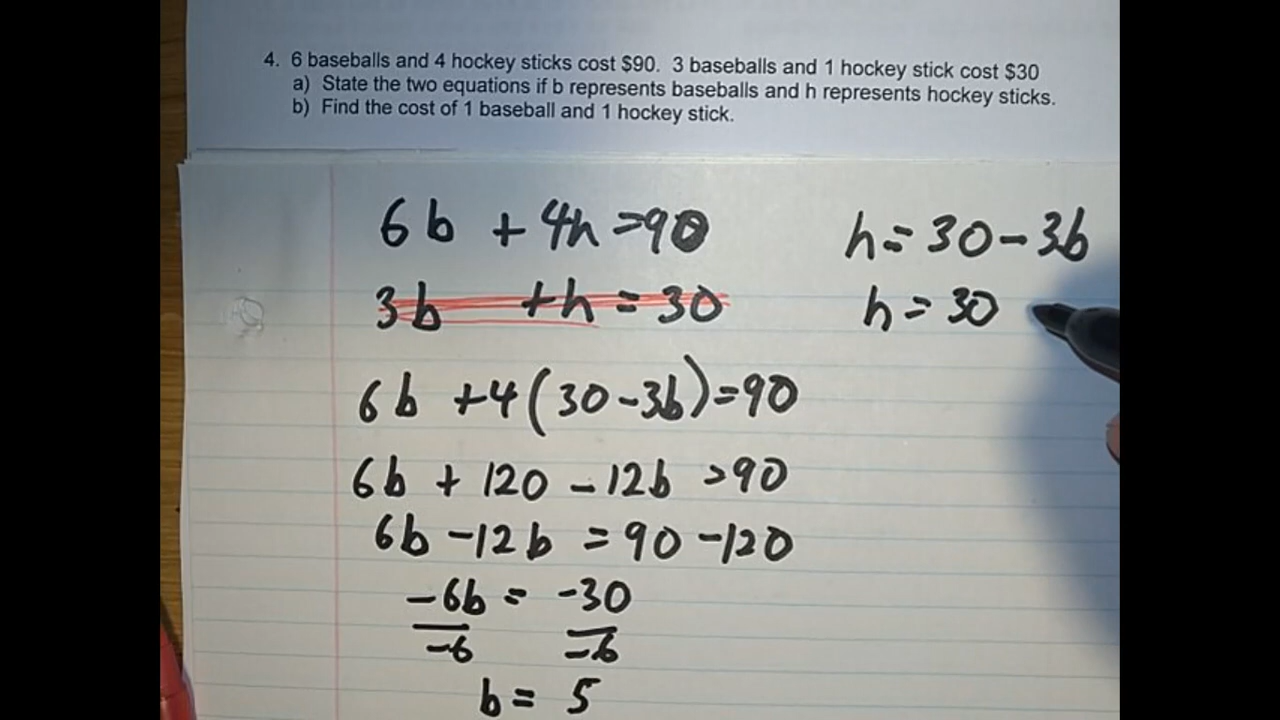 4. 6 baseballs and 4 hockey sticks cost $90. 3 baseballs and 1 hockey stick cost $30
a) State the two equations if b represents baseballs and h represents hockey sticks.
b) Find the cost of 1 baseball and 1 hockey stick.
6b + 4h = 90
3b + h = 30
6b + 4(30 - 3b) = 90
6b + 120 - 12b = 90
6b - 12b = 90 - 120
-6b = -30
-6 -6
b = 5
h = 30 - 3b
h = 30